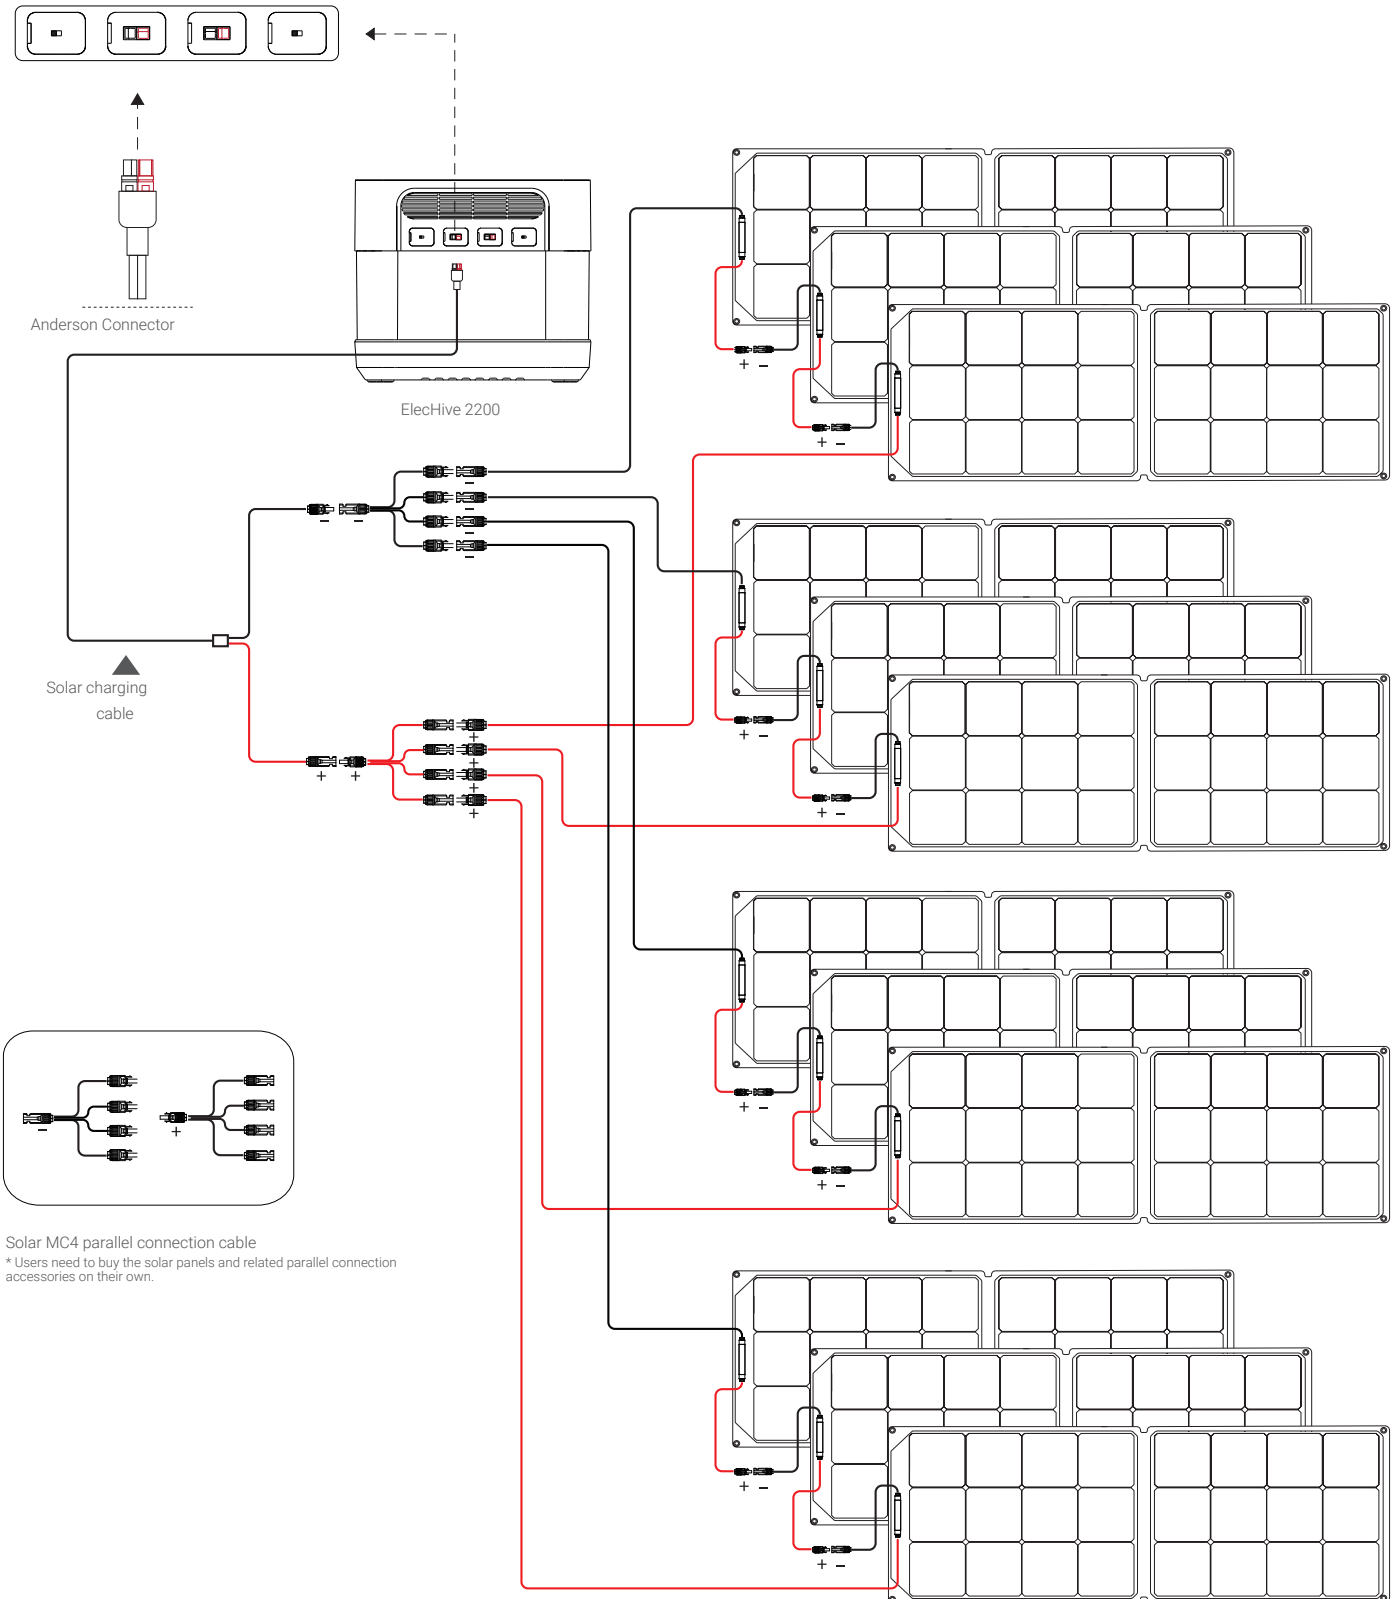 Anderson Connector
ElecHive 2200
+ −
+ −
− −
−
−
−
−
Solar charging
cable
+ +
+
+
+
+
+ −
+ −
+ −
+ −
− +
Solar MC4 parallel connection cable
* Users need to buy the solar panels and related parallel connection
accessories on their own.
+ −
+ −